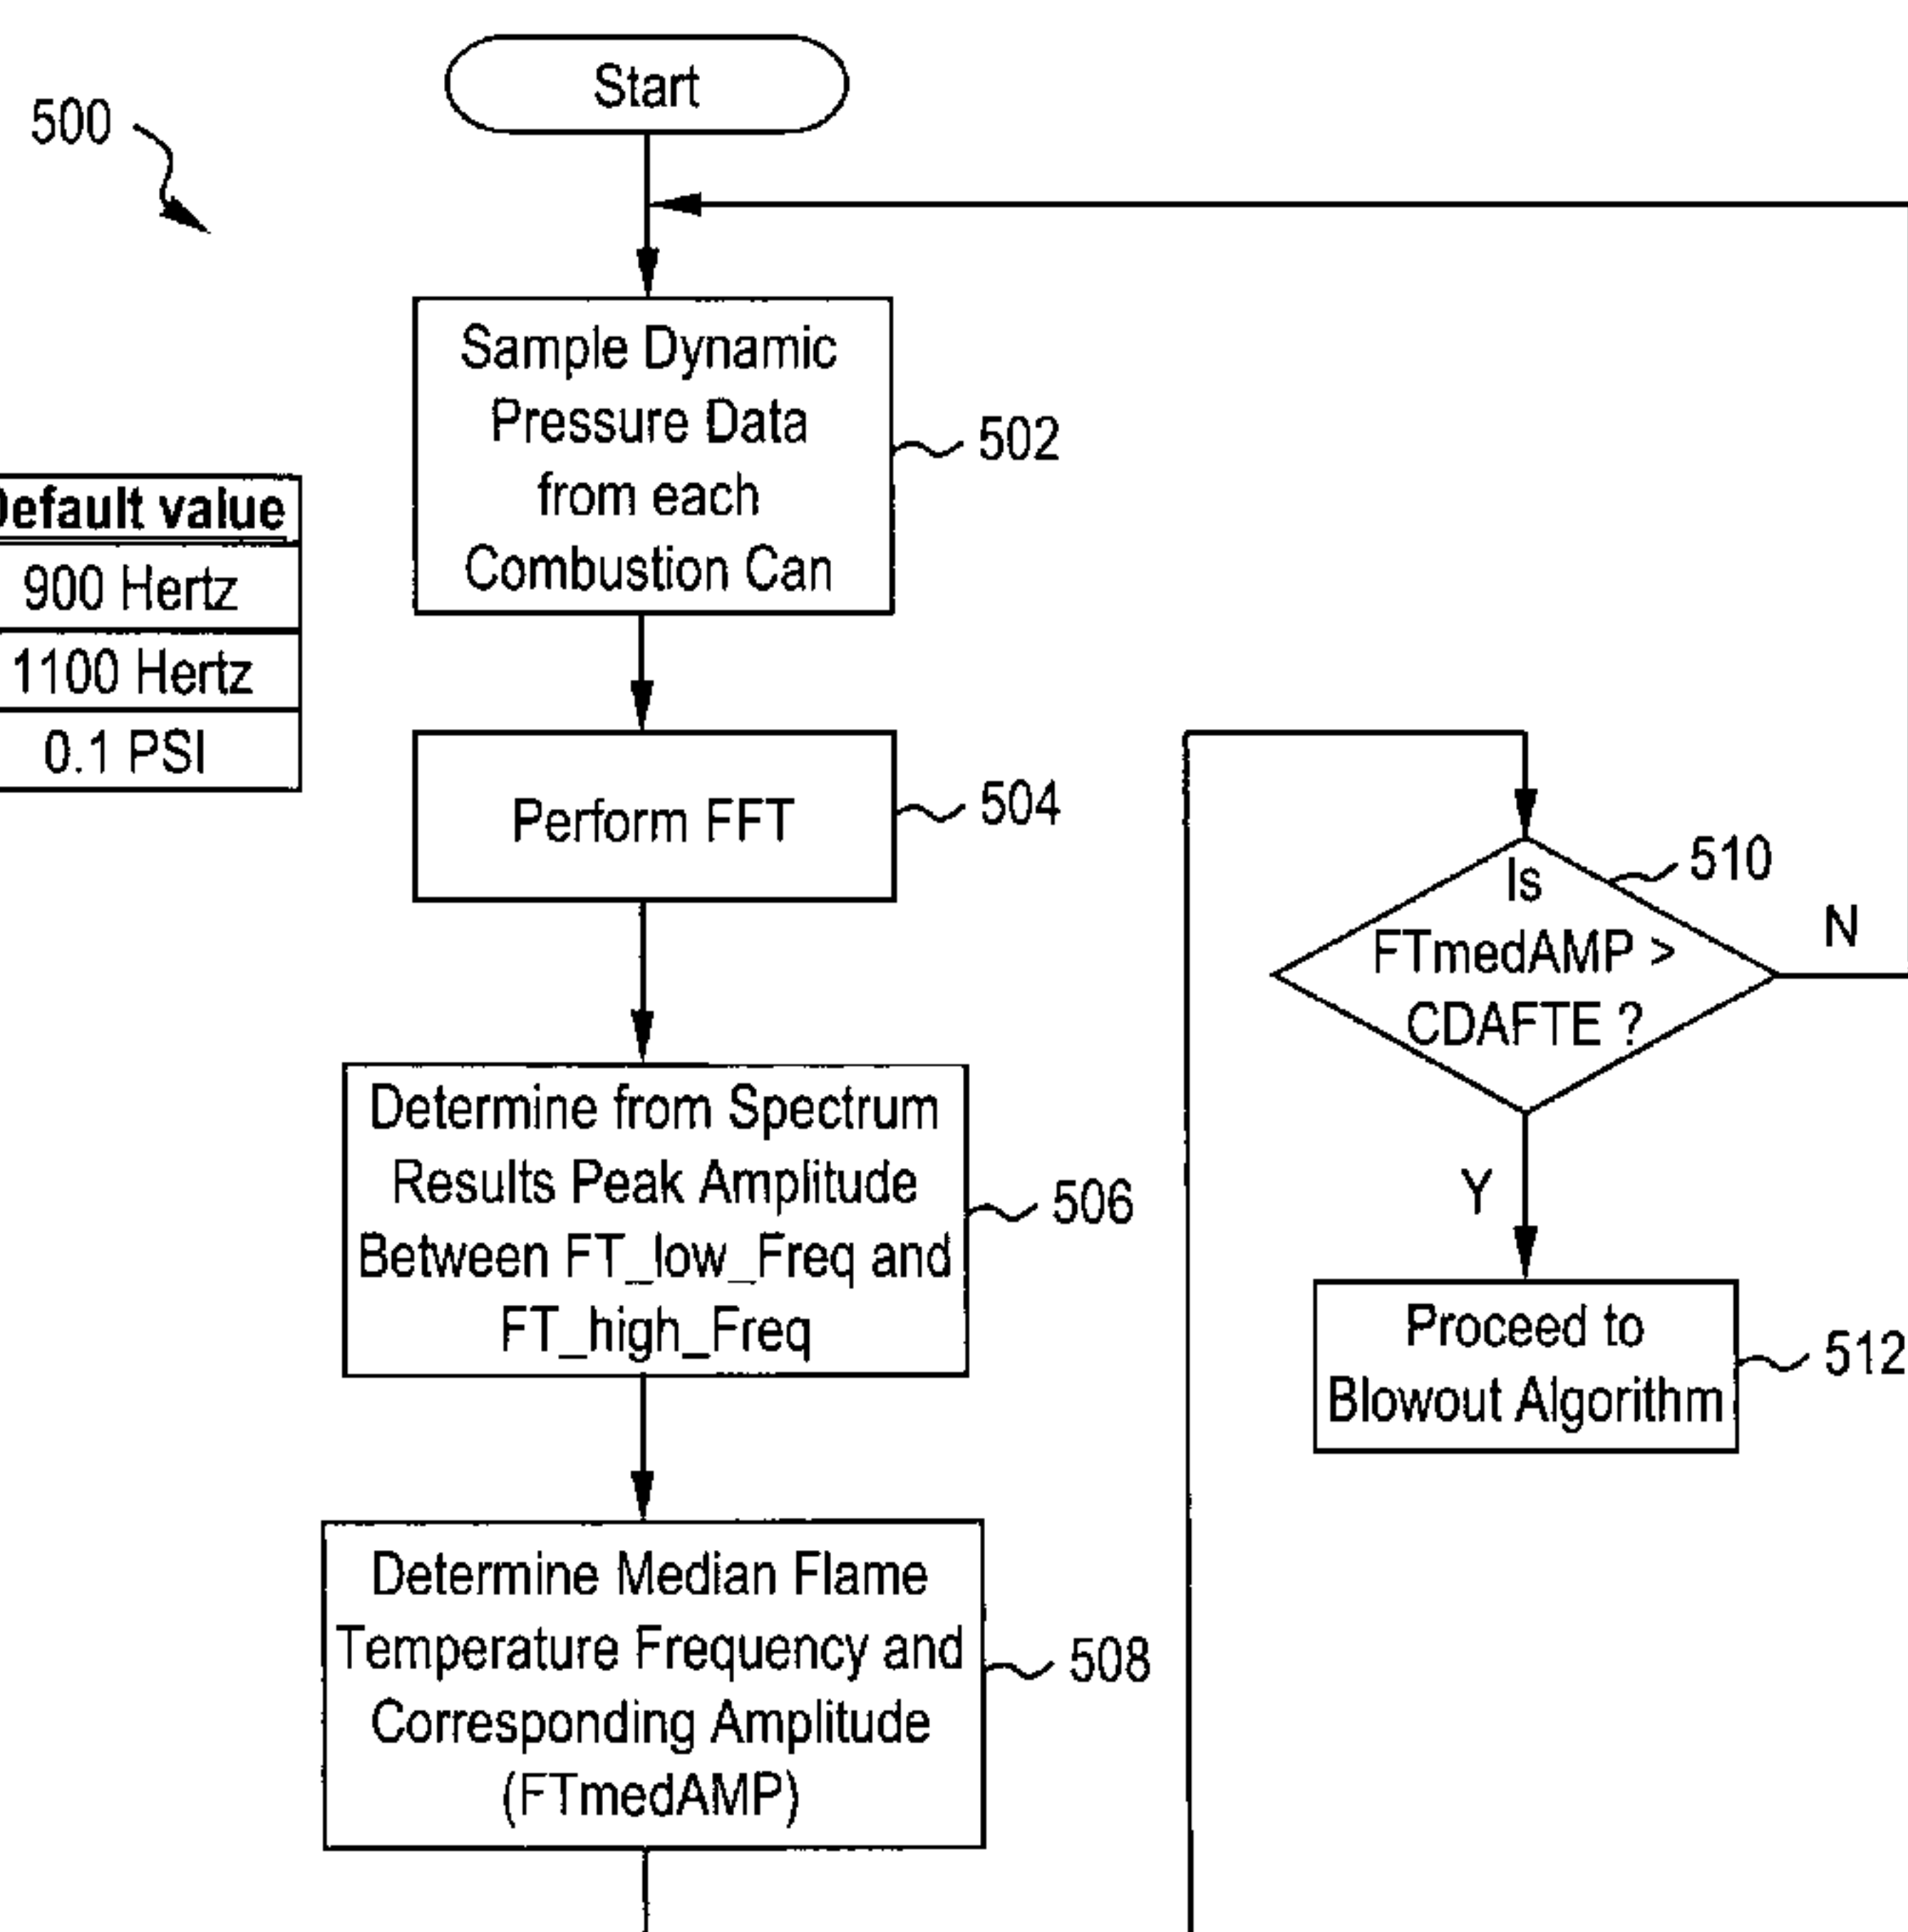 Start
500
Sample Dynamic
Pressure Data
from each
Combustion Can
502
Default value
900 Hertz
1100 Hertz
0.1 PSI
Perform FFT
504
Determine from Spectrum
Results Peak Amplitude
Between FT_low_Freq and
FT_high_Freq
506
Determine Median Flame
Temperature Frequency and
Corresponding Amplitude
(FTmedAMP)
508
Is
FTmedAMP >
CDAFTE ?
510
N
Y
Proceed to
Blowout Algorithm
512